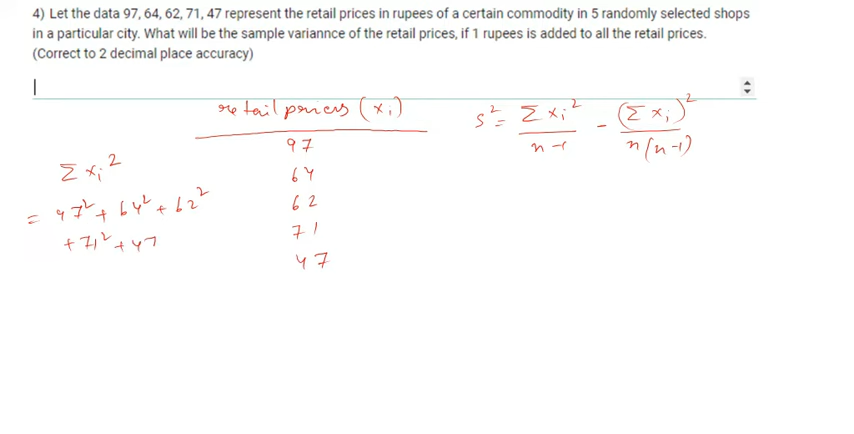 4) Let the data 97, 64, 62, 71, 47 represent the retail prices in rupees of a certain commodity in 5 randomly selected shops
in a particular city. What will be the sample variannce of the retail prices, if 1 rupees is added to all the retail prices.
(Correct to 2 decimal place accuracy)
retail prices (xi)
97
64
62
71
47
S² = Σxi²/n-1 - (Σxi)²/n(n-1)
Σxi²
= 47² + 64² + 62²
+ 71² + 47